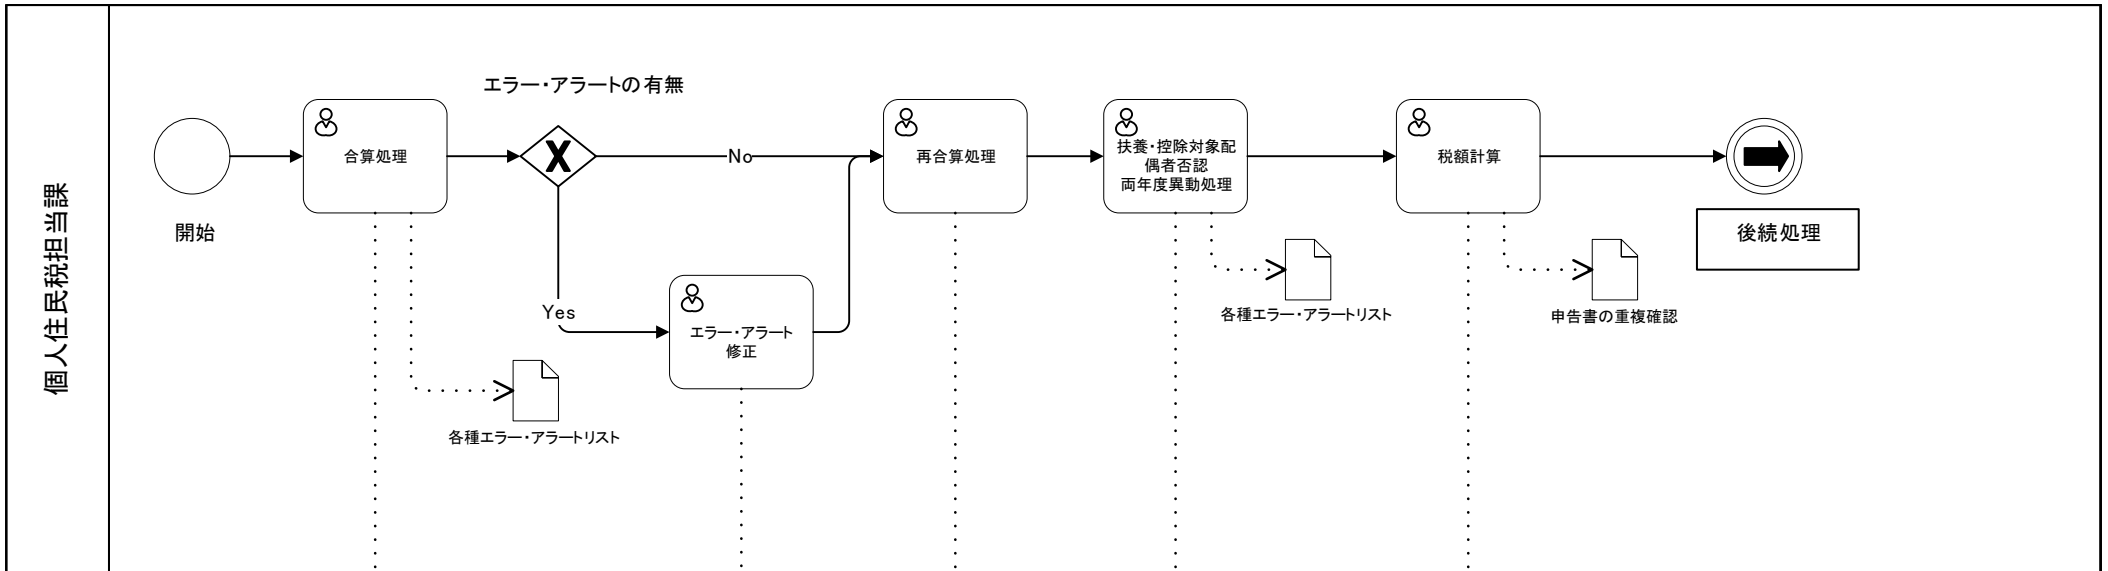 個人住民税担当課
エラー・アラートの有無
開始
合算処理
No
Yes
エラー・アラート
修正
各種エラー・アラートリスト
再合算処理
扶養・控除対象配
偶者否認
両年度異動処理
各種エラー・アラートリスト
税額計算
申告書の重複確認
後続処理